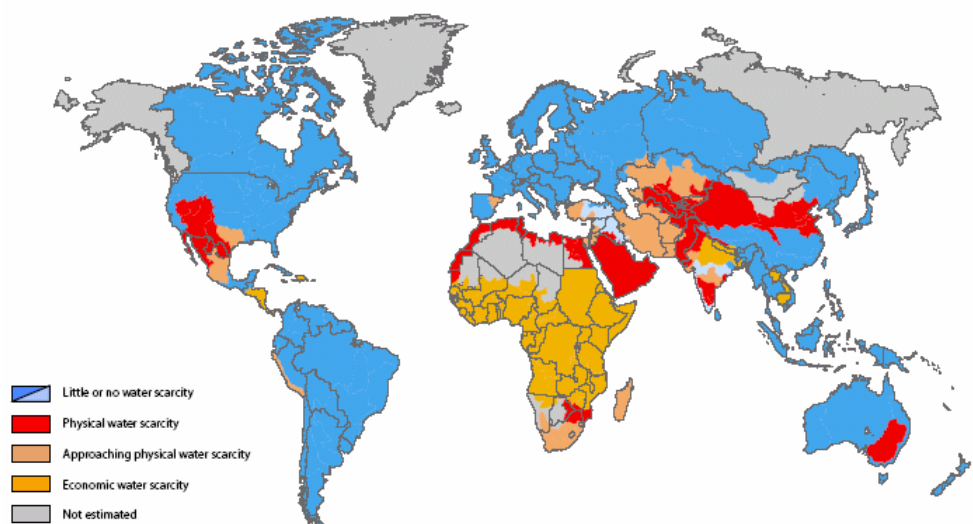 Little or no water scarcity
Physical water scarcity
Approaching physical water scarcity
Economic water scarcity
Not estimated